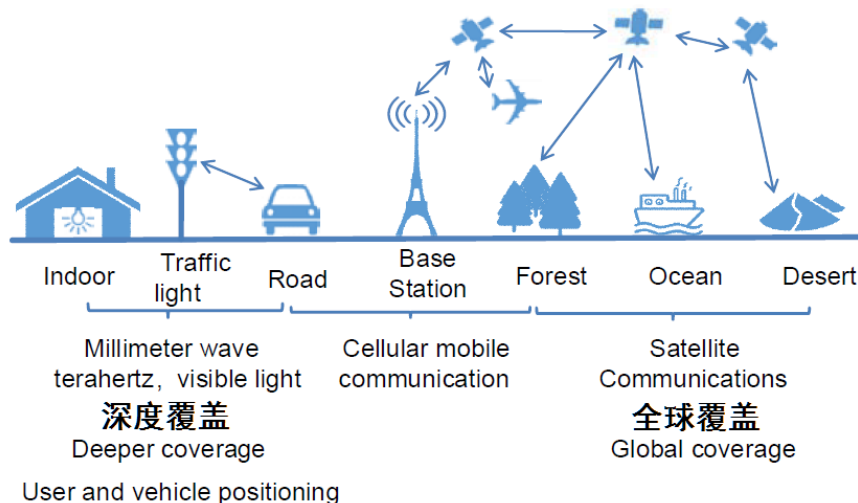 Indoor
Traffic
light
Road
Base
Station
Forest
Ocean
Desert
Millimeter wave
terahertz，visible light
深度覆盖
Deeper coverage
Cellular mobile
communication
Satellite
Communications
全球覆盖
Global coverage
User and vehicle positioning